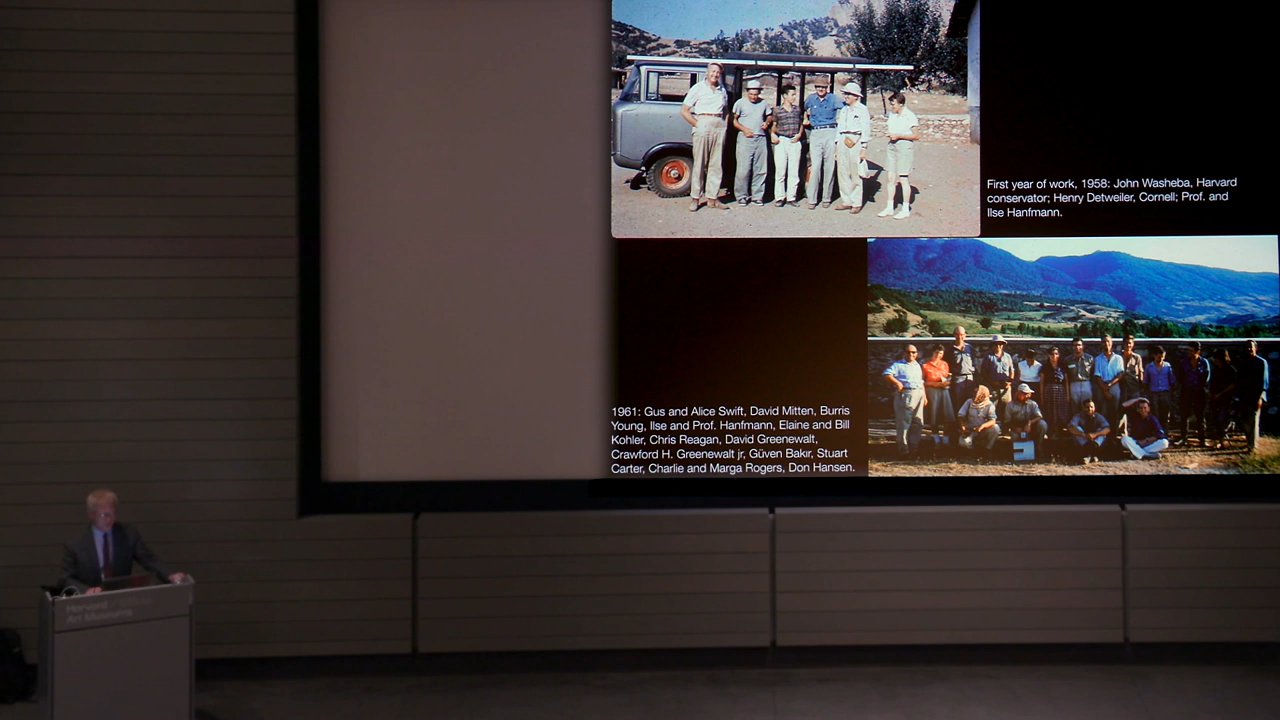 First year of work, 1958: John Washeba, Harvard
conservator; Henry Detweiler, Cornell; Prof. and
Ilse Hanfmann.
1961: Gus and Alice Swift, David Mitten, Burris
Young, Ilse and Prof. Hanfmann, Elaine and Bill
Kohler, Chris Reagan, David Greenewalt,
Crawford H. Greenewalt jr, Güven Bakır, Stuart
Carter, Charlie and Marga Rogers, Don Hansen.
Harvard
Art Museums